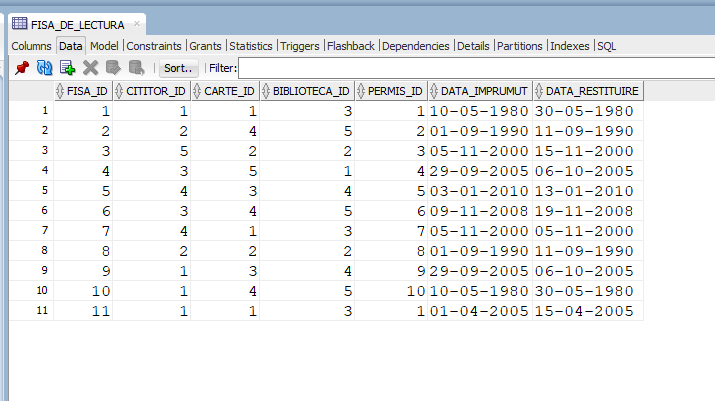 FISA_DE_LECTURA
Columns Data Model Constraints Grants Statistics Triggers Flashback Dependencies Details Partitions Indexes SQL
Sort.. Filter:
FISA_ID CITITOR_ID CARTE_ID BIBLIOTECA_ID PERMIS_ID DATA_IMPRUMUT DATA_RESTITUIRE
1 1 1 1 3 1 10-05-1980 30-05-1980
2 2 2 4 5 2 01-09-1990 11-09-1990
3 3 5 2 2 3 05-11-2000 15-11-2000
4 4 3 5 1 4 29-09-2005 06-10-2005
5 5 4 3 4 5 03-01-2010 13-01-2010
6 6 3 4 5 6 09-11-2008 19-11-2008
7 7 4 1 3 7 05-11-2000 05-11-2000
8 8 2 2 2 8 01-09-1990 11-09-1990
9 9 1 3 4 9 29-09-2005 06-10-2005
10 10 1 4 5 10 10-05-1980 30-05-1980
11 11 1 1 3 1 01-04-2005 15-04-2005